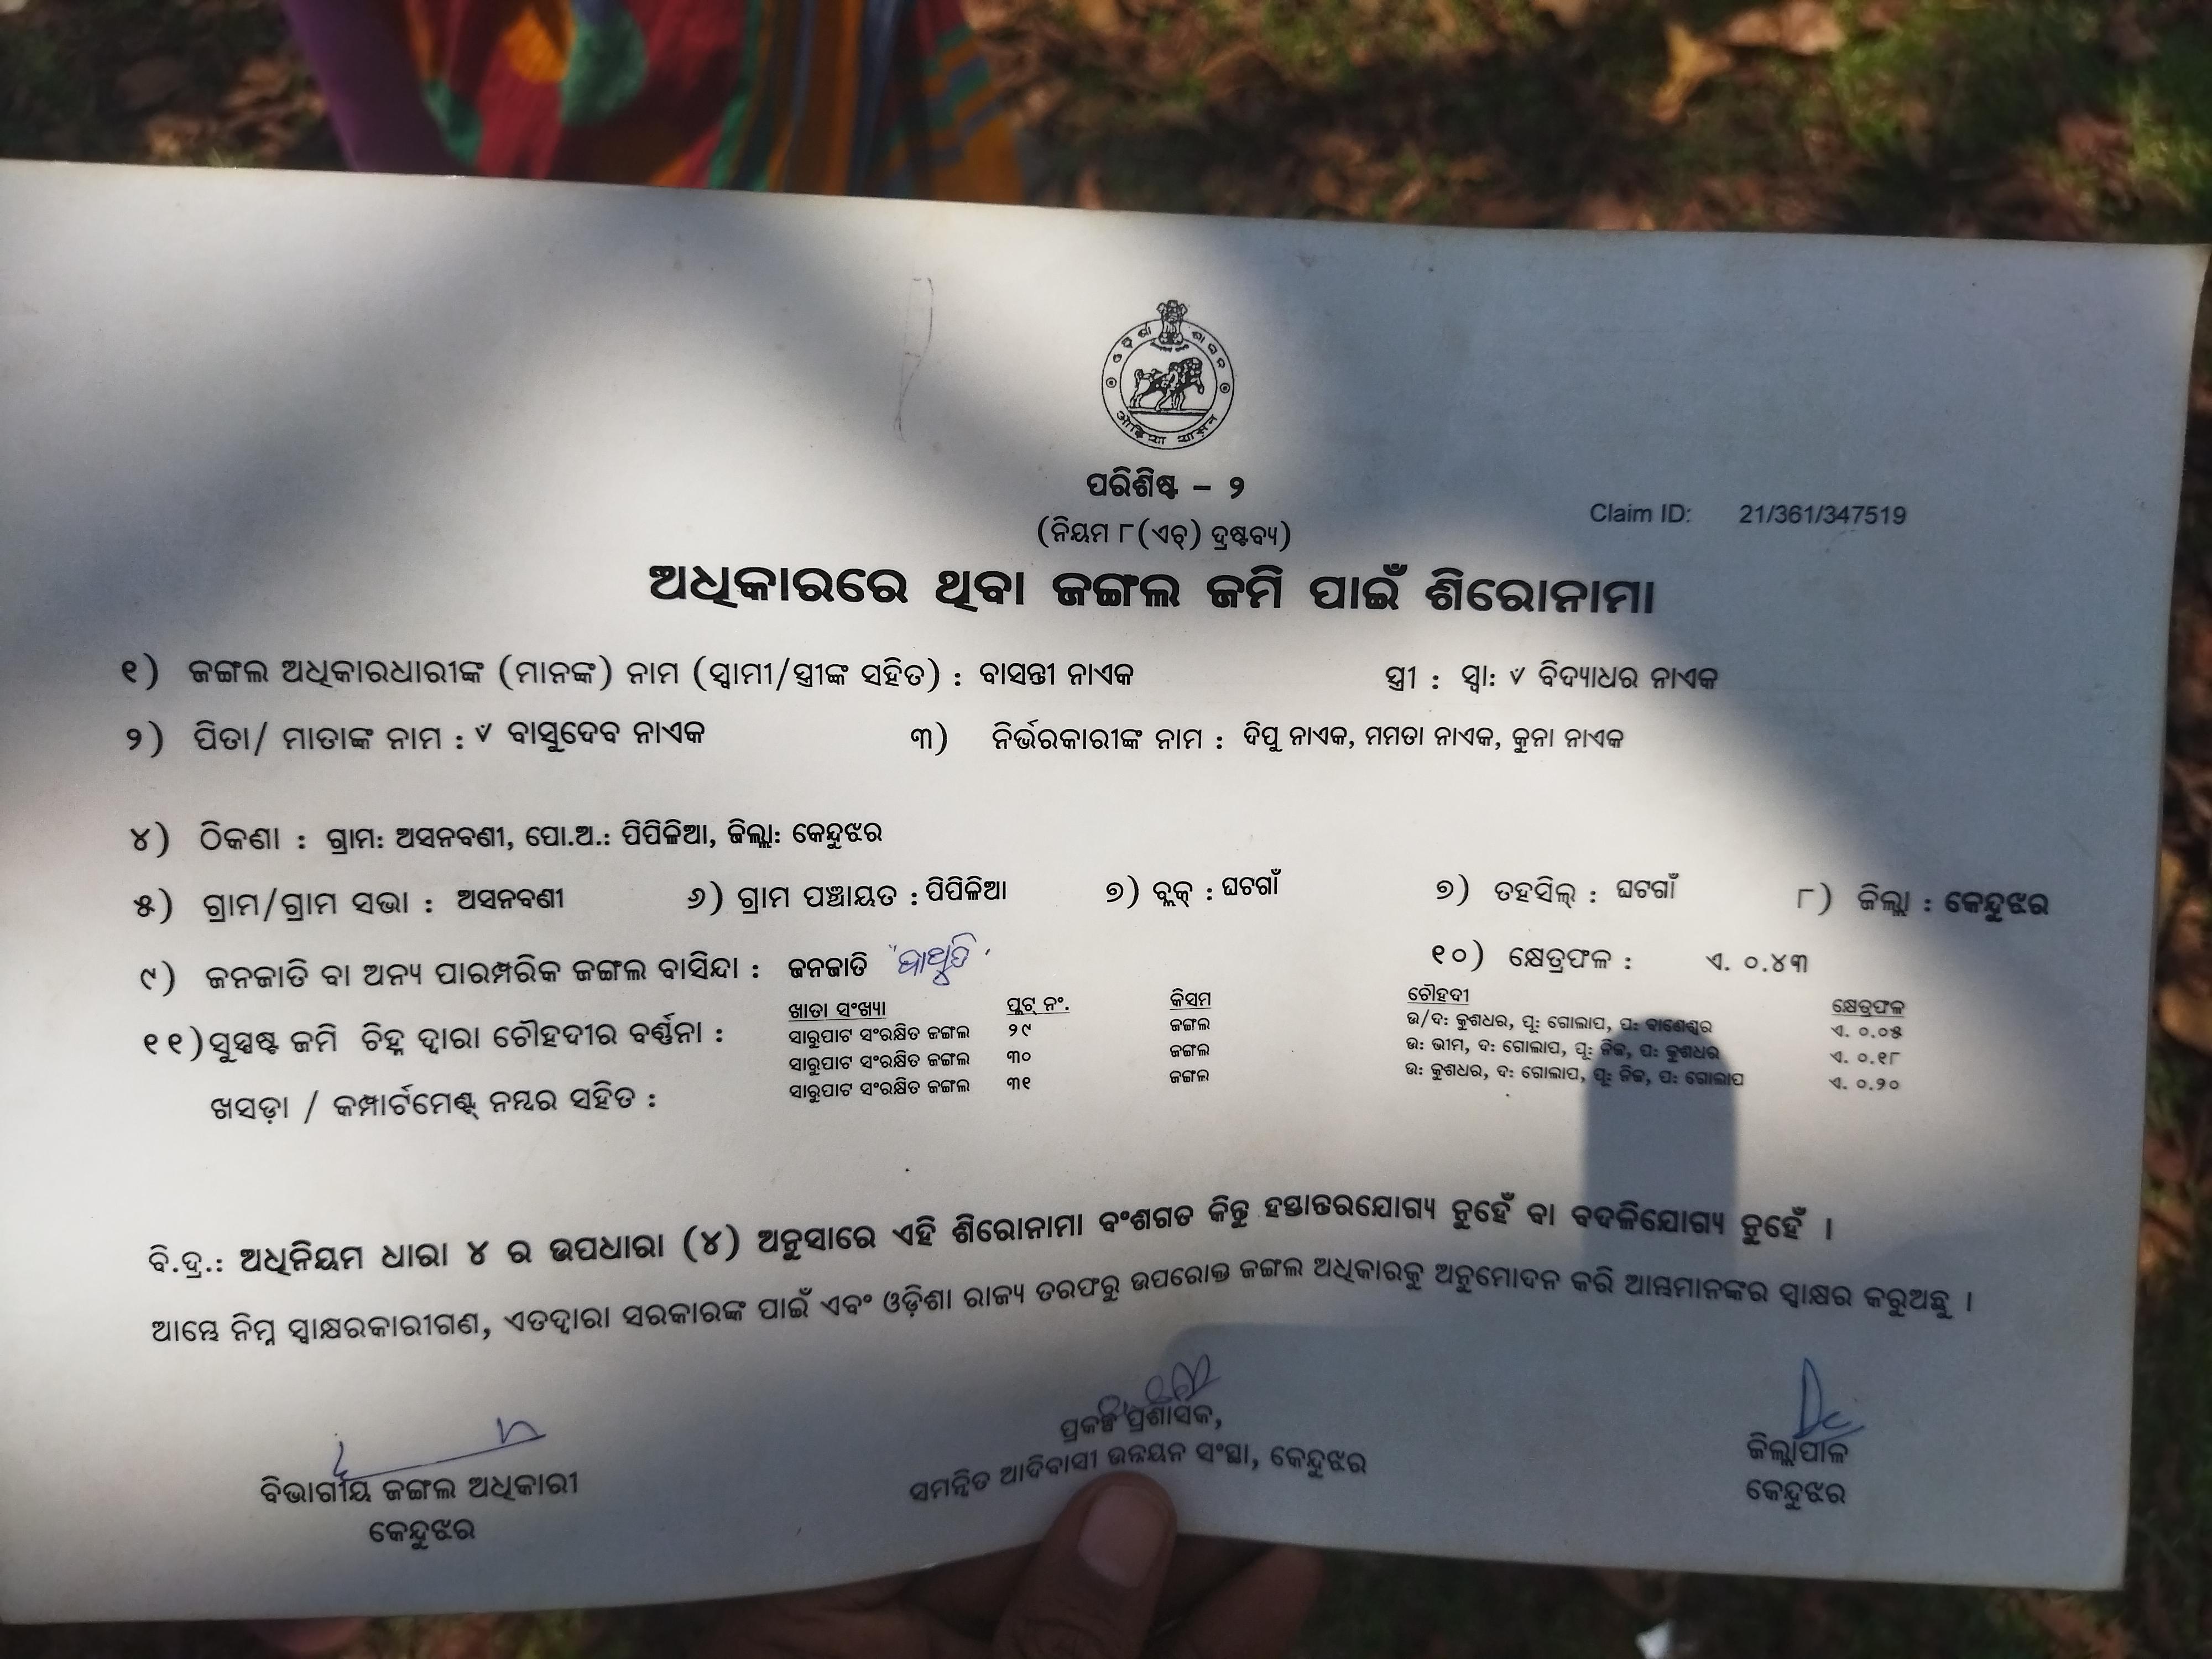 ଓଡ଼ିଶା ଶାସନ
ओड़िशा शासन
ପରିଶିଷ୍ଟ – ୨
(ନିୟମ ୮(ଏଚ୍) ଦ୍ରଷ୍ଟବ୍ୟ)
Claim ID: 21/361/347519
ଅଧିକାରରେ ଥିବା ଜଙ୍ଗଲ ଜମି ପାଇଁ ଶିରୋନାମା
୧) ଜଙ୍ଗଲ ଅଧିକାରଧାରୀଙ୍କ (ମାନଙ୍କ) ନାମ (ସ୍ୱାମୀ/ସ୍ତ୍ରୀଙ୍କ ସହିତ) : ବାସନ୍ତୀ ନାଏକ ସ୍ତ୍ରୀ : ସ୍ୱା: ୰ ବିଦ୍ୟାଧର ନାଏକ
୨) ପିତା/ ମାତାଙ୍କ ନାମ : ୰ ବାସୁଦେବ ନାଏକ ୩) ନିର୍ଭରକାରୀଙ୍କ ନାମ : ଦିପୁ ନାଏକ, ମମତା ନାଏକ, କୁନା ନାଏକ
୪) ଠିକଣା : ଗ୍ରାମ: ଅସନବଣୀ, ପୋ.ଅ.: ପିପିଳିଆ, ଜିଲ୍ଲା: କେନ୍ଦୁଝର
୫) ଗ୍ରାମ/ଗ୍ରାମ ସଭା : ଅସନବଣୀ ୬) ଗ୍ରାମ ପଞ୍ଚାୟତ : ପିପିଳିଆ ୭) ବ୍ଲକ୍ : ଘଟଗାଁ ୭) ତହସିଲ୍ : ଘଟଗାଁ ୮) ଜିଲ୍ଲା : କେନ୍ଦୁଝର
୯) ଜନଜାତି ବା ଅନ୍ୟ ପାରମ୍ପରିକ ଜଙ୍ଗଲ ବାସିନ୍ଦା : ଜନଜାତି ୧୦) କ୍ଷେତ୍ରଫଳ : ଏ. ୦.୪୩
୧୧) ସୁସ୍ପଷ୍ଟ ଜମି ଚିହ୍ନ ଦ୍ୱାରା ଚୌହଦୀର ବର୍ଣ୍ଣନା :
ଖସଡ଼ା / କମ୍ପାର୍ଟମେଣ୍ଟ୍ ନମ୍ବର ସହିତ :
ଖାତା ସଂଖ୍ୟା ପ୍ଲଟ୍ ନଂ. କିସମ ଚୌହଦୀ କ୍ଷେତ୍ରଫଳ
ସାରୁପାଟ ସଂରକ୍ଷିତ ଜଙ୍ଗଲ ୨୯ ଜଙ୍ଗଲ ଉ/ଦ: କୁଶଧର, ପୂ: ଗୋଲାପ, ପ: ବାଣେଶ୍ୱର ଏ. ୦.୦୫
ସାରୁପାଟ ସଂରକ୍ଷିତ ଜଙ୍ଗଲ ୩୦ ଜଙ୍ଗଲ ଉ: ଭୀମ, ଦ: ଗୋଲାପ, ପୂ: ନିଜ, ପ: କୁଶଧର ଏ. ୦.୧୮
ସାରୁପାଟ ସଂରକ୍ଷିତ ଜଙ୍ଗଲ ୩୧ ଜଙ୍ଗଲ ଉ: କୁଶଧର, ଦ: ଗୋଲାପ, ପୂ: ନିଜ, ପ: ଗୋଲାପ ଏ. ୦.୨୦
ବି.ଦ୍ର.: ଅଧିନିୟମ ଧାରା ୪ ର ଉପଧାରା (୪) ଅନୁସାରେ ଏହି ଶିରୋନାମା ବଂଶଗତ କିନ୍ତୁ ହସ୍ତାନ୍ତରଯୋଗ୍ୟ ନୁହେଁ ବା ବଦଳିଯୋଗ୍ୟ ନୁହେଁ ।
ଆମ୍ଭେ ନିମ୍ନ ସ୍ୱାକ୍ଷରକାରୀଗଣ, ଏତଦ୍ୱାରା ସରକାରଙ୍କ ପାଇଁ ଏବଂ ଓଡ଼ିଶା ରାଜ୍ୟ ତରଫରୁ ଉପରୋକ୍ତ ଜଙ୍ଗଲ ଅଧିକାରକୁ ଅନୁମୋଦନ କରି ଆମ୍ଭମାନଙ୍କର ସ୍ୱାକ୍ଷର କରୁଅଛୁ ।
ବିଭାଗୀୟ ଜଙ୍ଗଲ ଅଧିକାରୀ
କେନ୍ଦୁଝର
ପ୍ରକଳ୍ପ ପ୍ରଶାସକ,
ସମନ୍ୱିତ ଆଦିବାସୀ ଉନ୍ନୟନ ସଂସ୍ଥା, କେନ୍ଦୁଝର
ଜିଲ୍ଲାପାଳ
କେନ୍ଦୁଝର